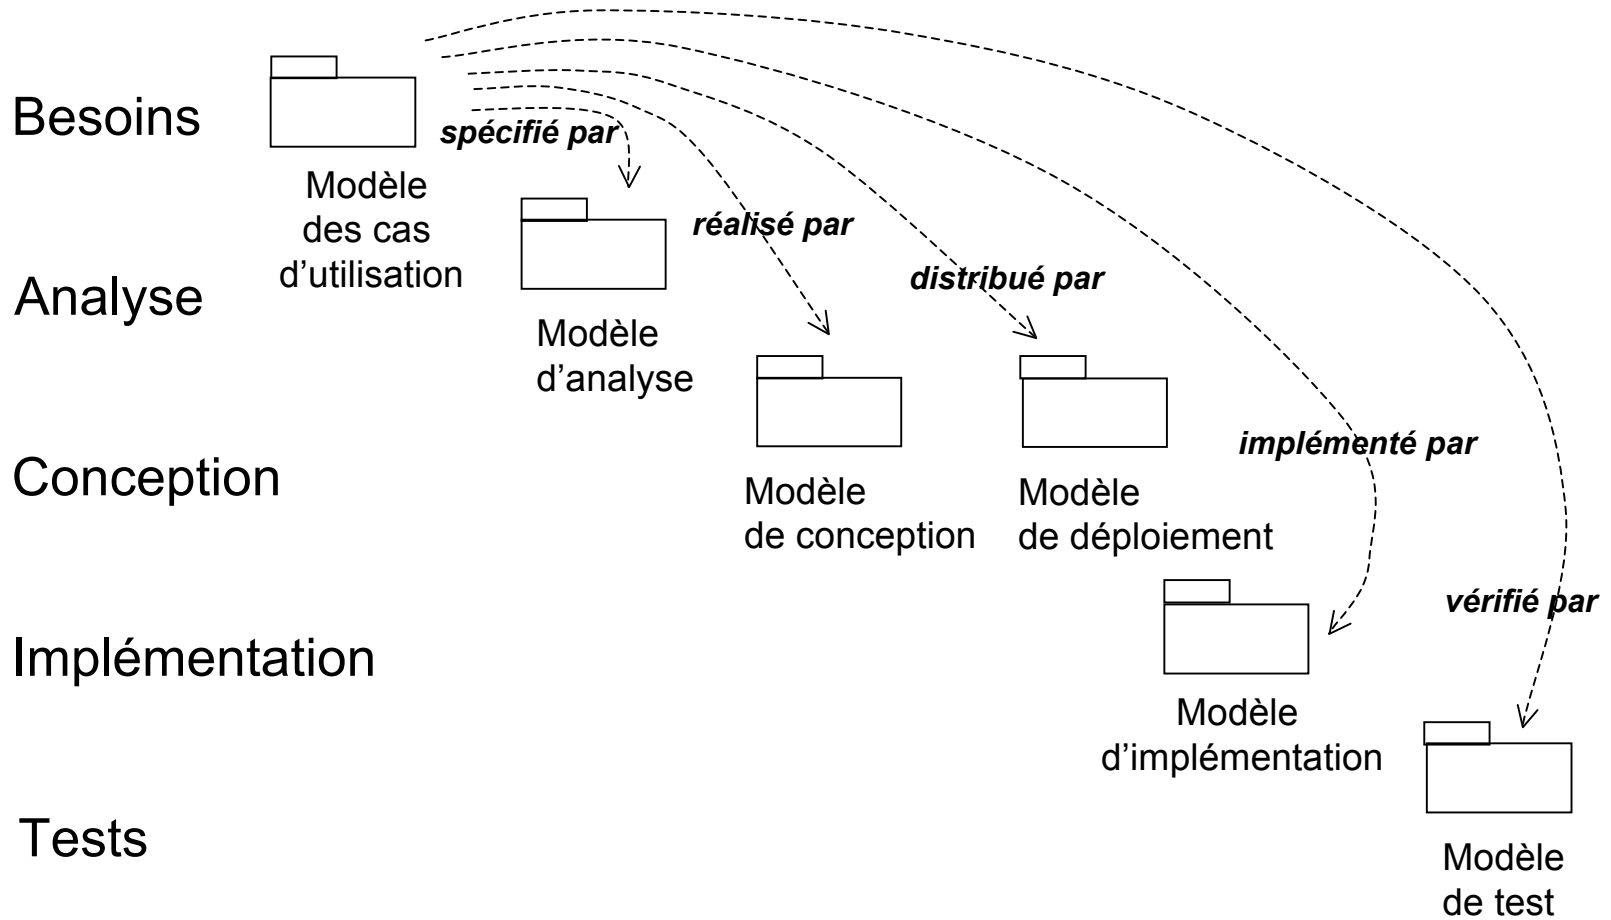 Besoins
spécifié par
Modèle
des cas
d’utilisation
réalisé par
distribué par
Analyse
Modèle
d’analyse
implémenté par
Conception
Modèle
de conception
Modèle
de déploiement
vérifié par
Implémentation
Modèle
d’implémentation
Tests
Modèle
de test